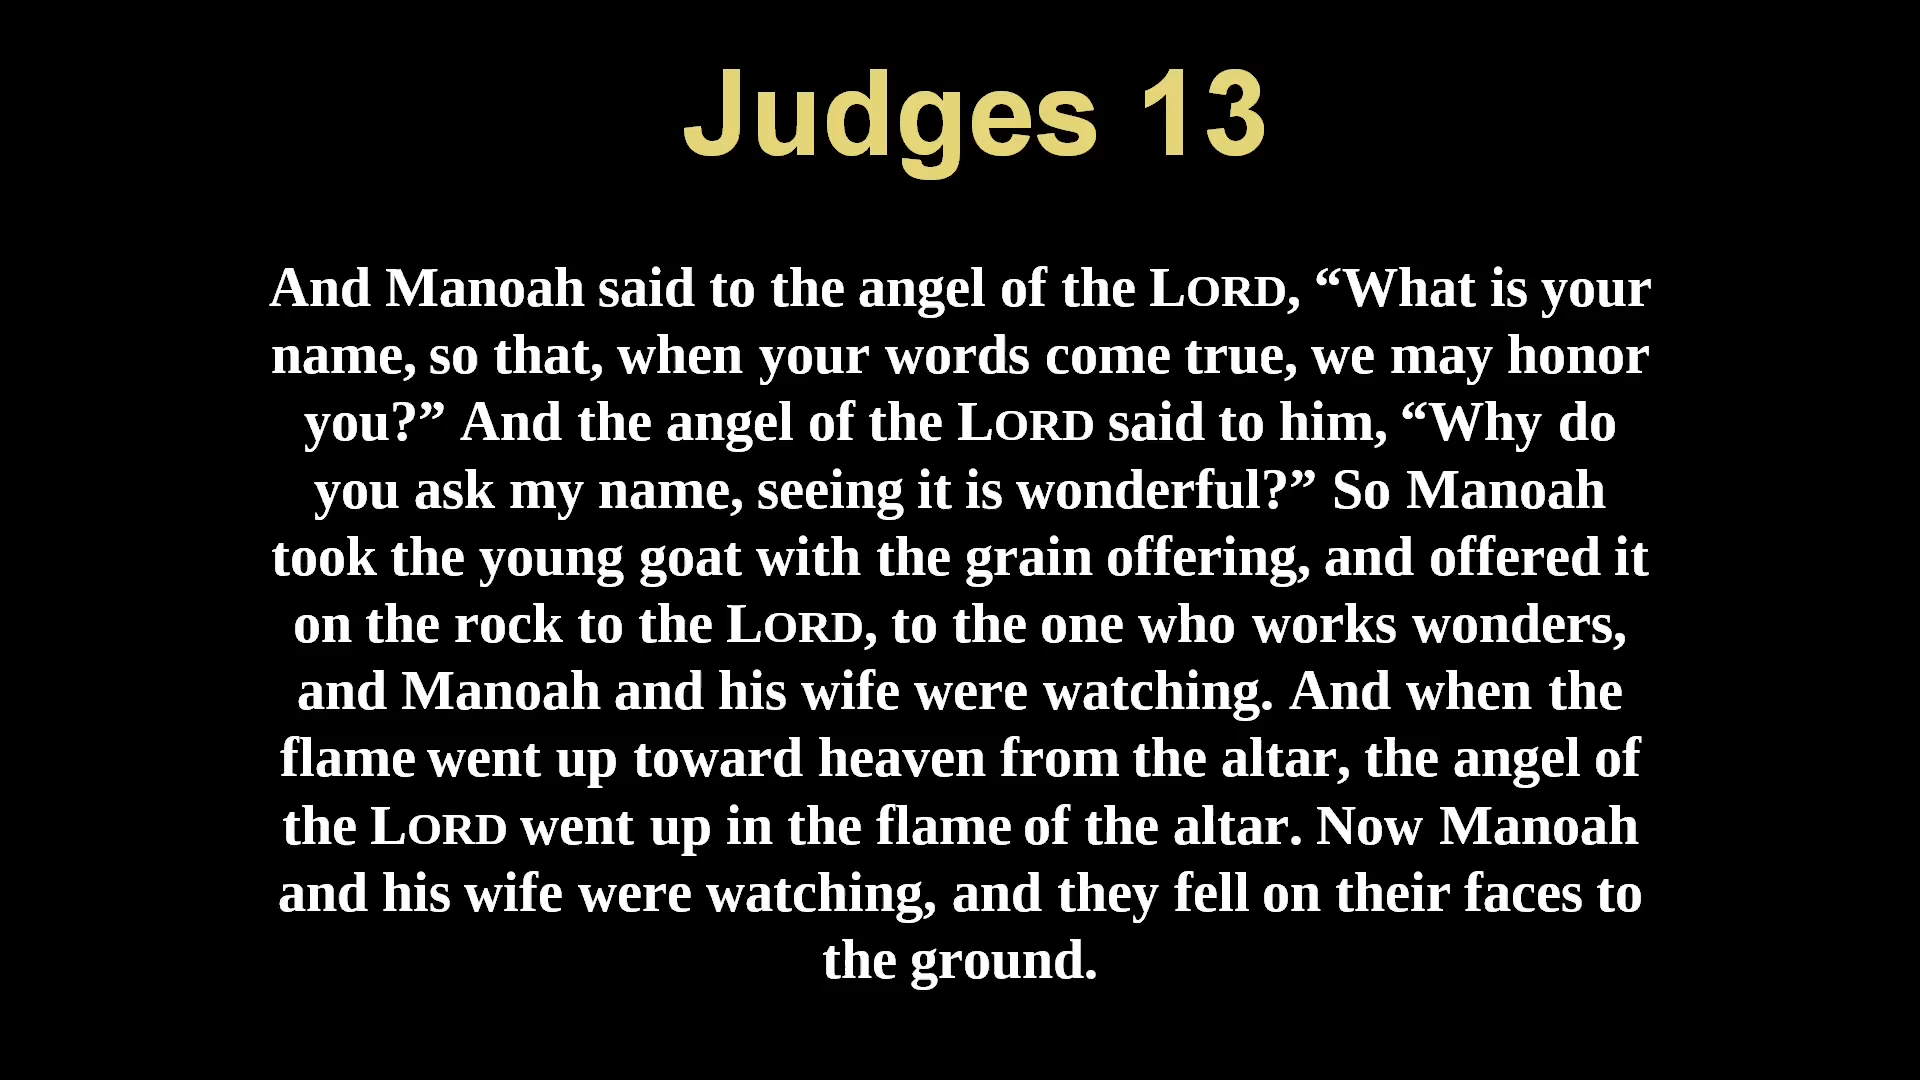 Judges 13
And Manoah said to the angel of the LORD, “What is your
name, so that, when your words come true, we may honor
you?” And the angel of the LORD said to him, “Why do
you ask my name, seeing it is wonderful?” So Manoah
took the young goat with the grain offering, and offered it
on the rock to the LORD, to the one who works wonders,
and Manoah and his wife were watching. And when the
flame went up toward heaven from the altar, the angel of
the LORD went up in the flame of the altar. Now Manoah
and his wife were watching, and they fell on their faces to
the ground.